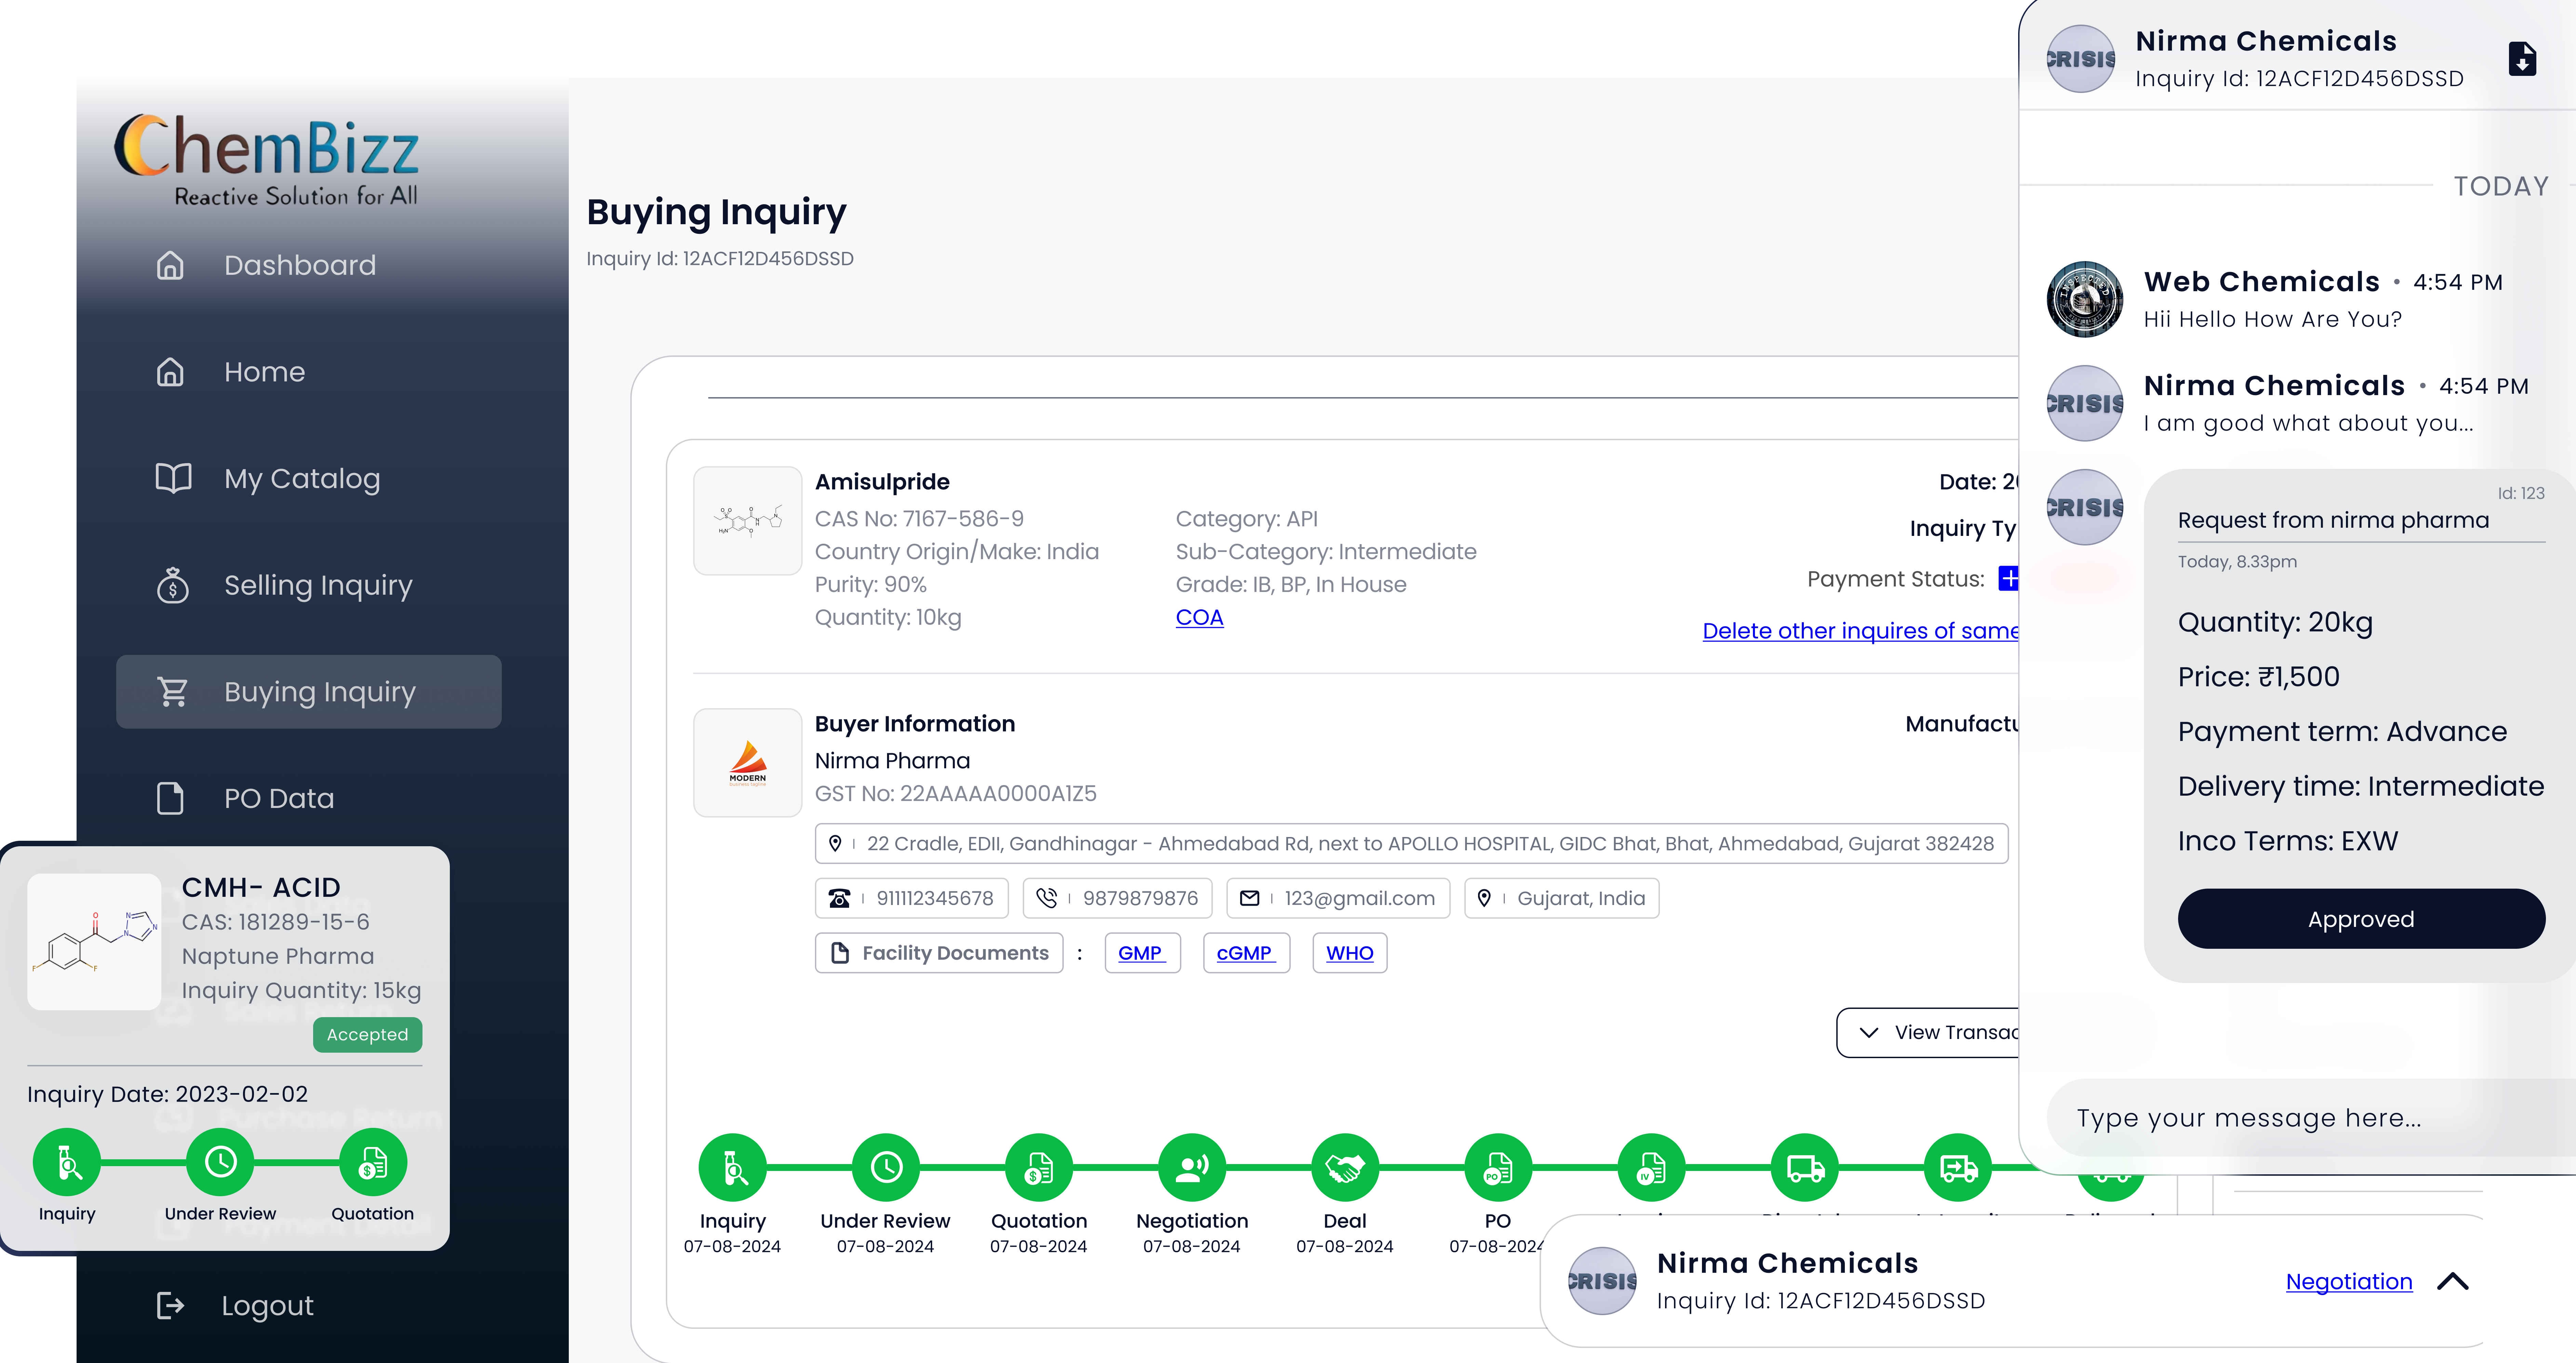 ChemBizz
Reactive Solution for All
Dashboard
Home
My Catalog
Selling Inquiry
Buying Inquiry
PO Data
CMH- ACID
CAS: 181289-15-6
Naptune Pharma
Inquiry Quantity: 15kg
Accepted
Inquiry Date: 2023-02-02
Inquiry
Under Review
Quotation
Purchase Return
Logout
Buying Inquiry
Inquiry Id: 12ACF12D456DSSD
Amisulpride
CAS No: 7167-586-9
Country Origin/Make: India
Purity: 90%
Quantity: 10kg
Category: API
Sub-Category: Intermediate
Grade: IB, BP, In House
COA
Date:
Inquiry
Payment Status:
Delete other inquires of same
MODERN
Buyer Information
Nirma Pharma
GST No: 22AAAAA0000A1Z5
22 Cradle, EDII, Gandhinagar - Ahmedabad Rd, next to APOLLO HOSPITAL, GIDC Bhat, Bhat, Ahmedabad, Gujarat 382428
911112345678
9879879876
123@gmail.com
Gujarat, India
Facility Documents :
GMP
cGMP
WHO
View
Inquiry
07-08-2024
Under Review
07-08-2024
Quotation
07-08-2024
Negotiation
07-08-2024
Deal
07-08-2024
PO
07-08-2024
Nirma Chemicals
Inquiry Id: 12ACF12D456DSSD
Negotiation
CRISIS
Nirma Chemicals
Inquiry Id: 12ACF12D456DSSD
TODAY
Web Chemicals • 4:54 PM
Hii Hello How Are You?
CRISIS
Nirma Chemicals • 4:54 PM
I am good what about you...
CRISIS
Id: 123
Request from nirma pharma
Today, 8.33pm
Quantity: 20kg
Price: ₹1,500
Payment term: Advance
Delivery time: Intermediate
Inco Terms: EXW
Approved
Type your message here...